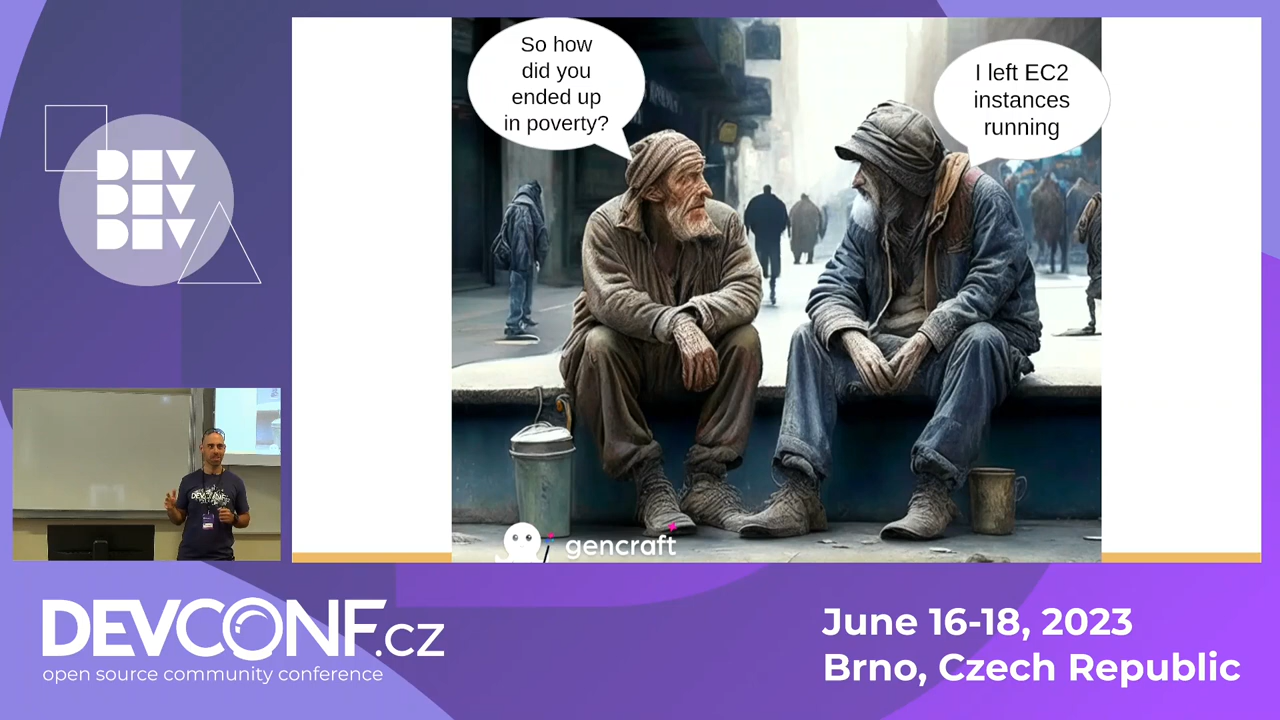 So how
did you
ended up
in poverty?
I left EC2
instances
running
DEV
DEV
DEV
gencraft
DEVCONF.cz
open source community conference
June 16-18, 2023
Brno, Czech Republic